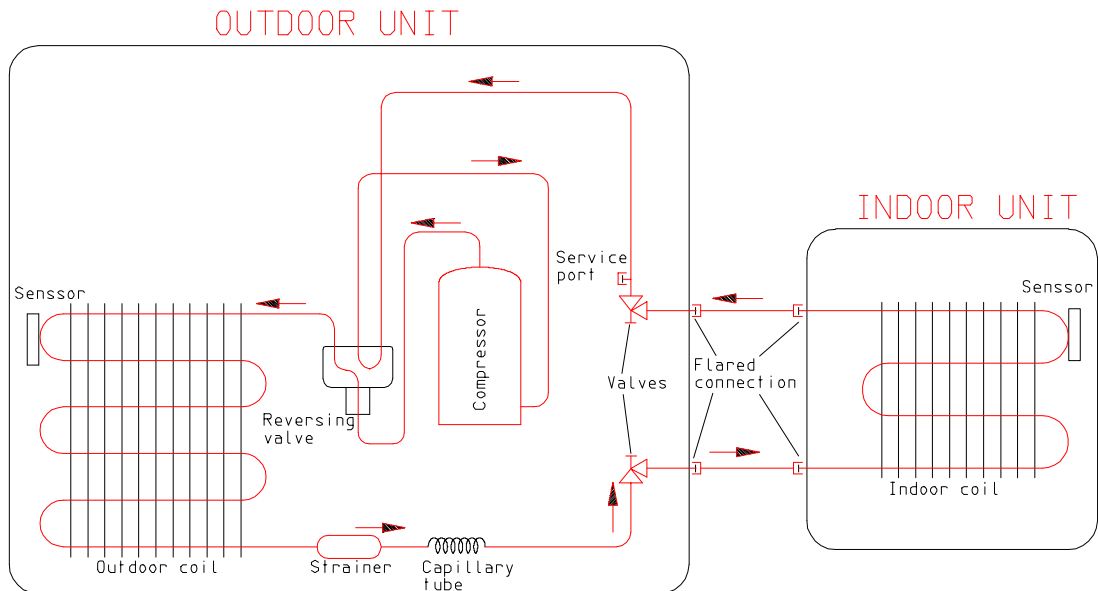 OUTDOOR UNIT
INDOOR UNIT
Service
port
Senssor
Senssor
Compressor
Valves
Flared
connection
Reversing
valve
Indoor coil
Outdoor coil
Strainer
Capillary
tube